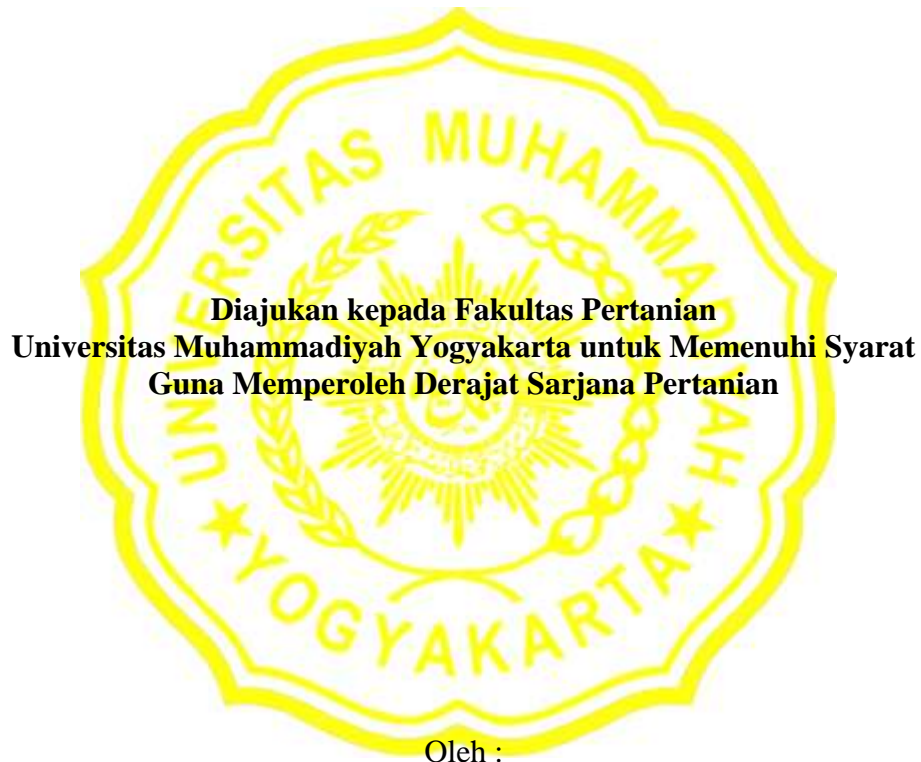 UNIVERSITAS MUHAMMADIYAH
Diajukan kepada Fakultas Pertanian
Universitas Muhammadiyah Yogyakarta untuk Memenuhi Syarat
Guna Memperoleh Derajat Sarjana Pertanian
★YOGYAKARTA★
Oleh :